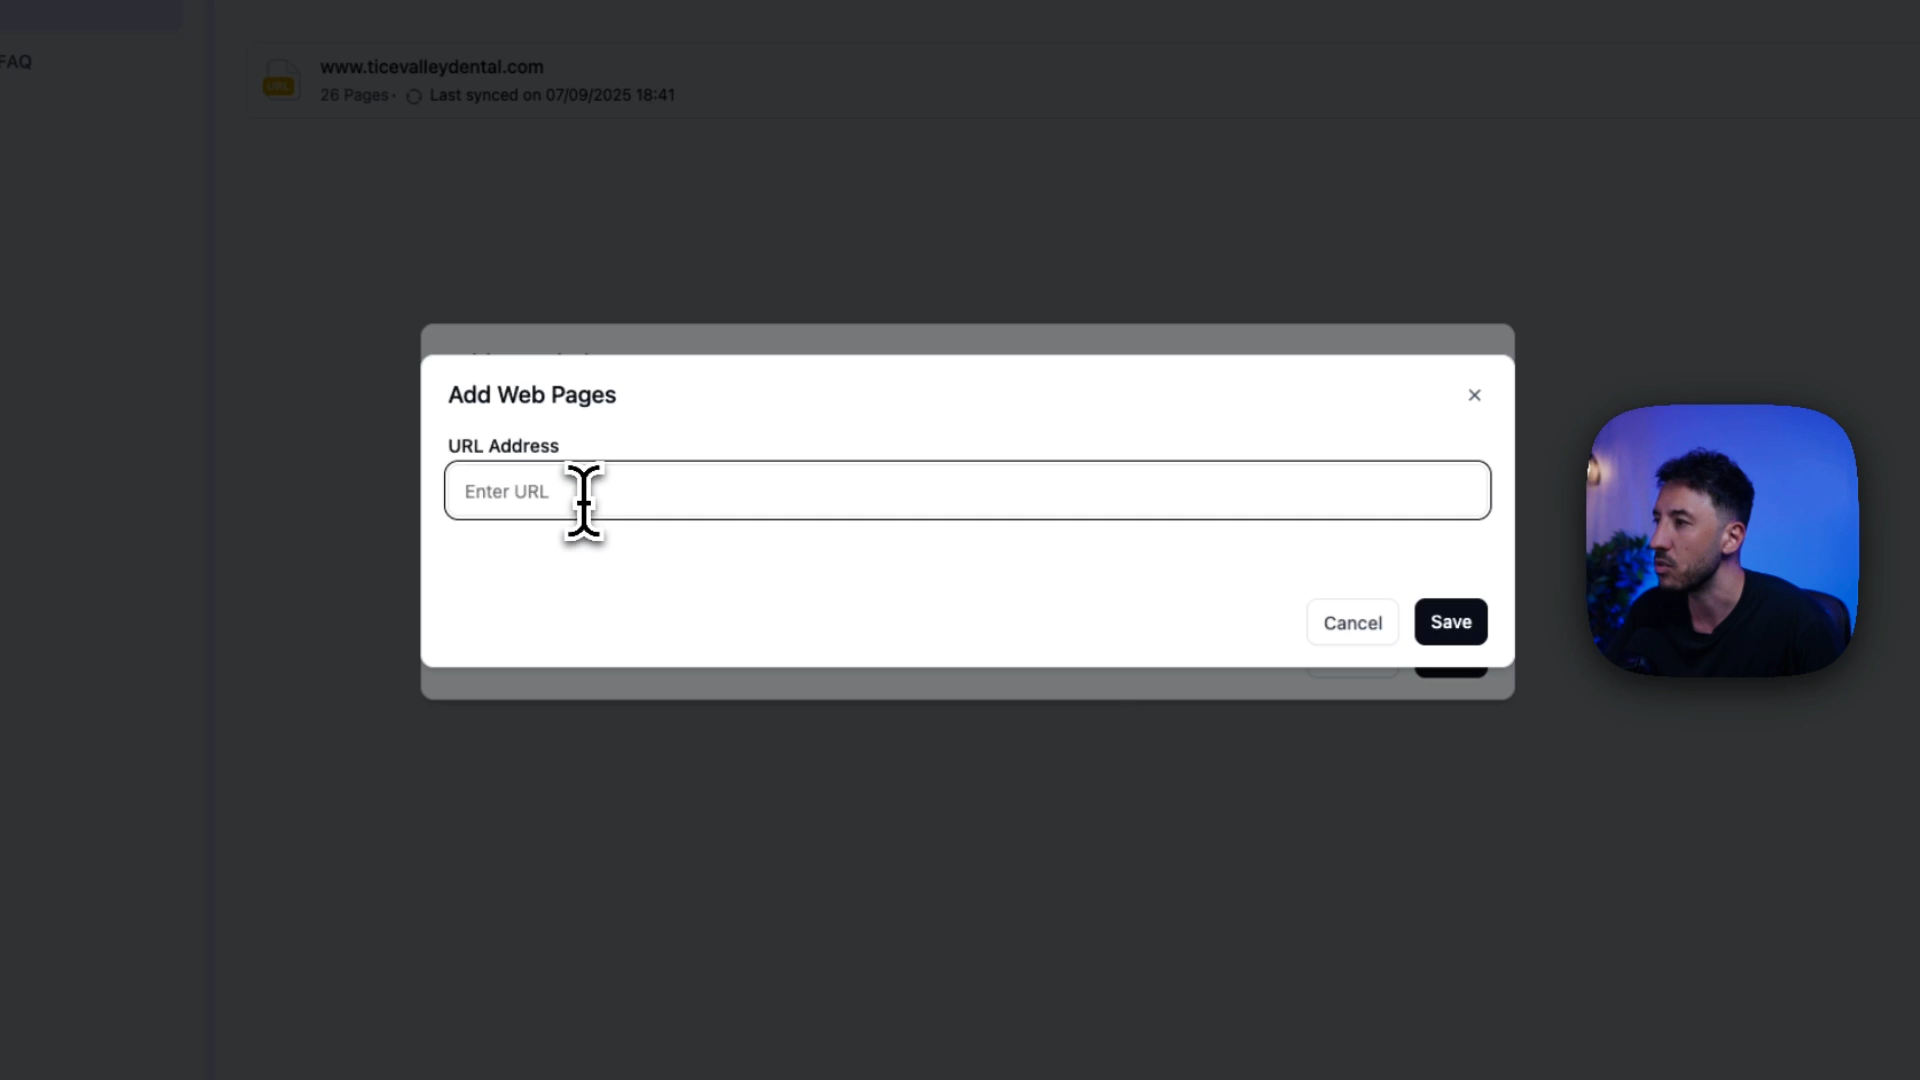 FAQ
www.ticevalleydental.com
URL
26 Pages · Last synced on 07/09/2025 18:41
Add Web Pages
URL Address
Enter URL
Cancel
Save